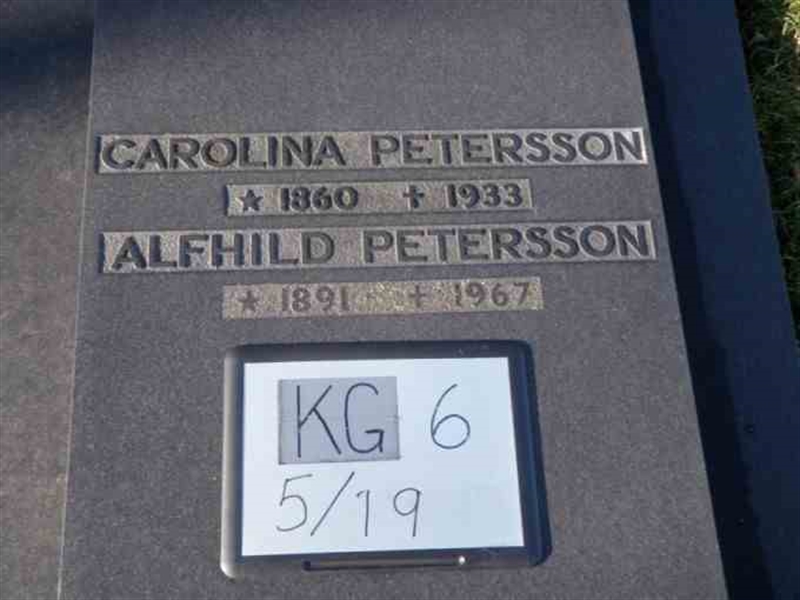 CAROLINA PETERSSON
★ 1860 ✝ 1933
ALFHILD PETERSSON
★ 1891 ✝ 1967
KG 6
5/19